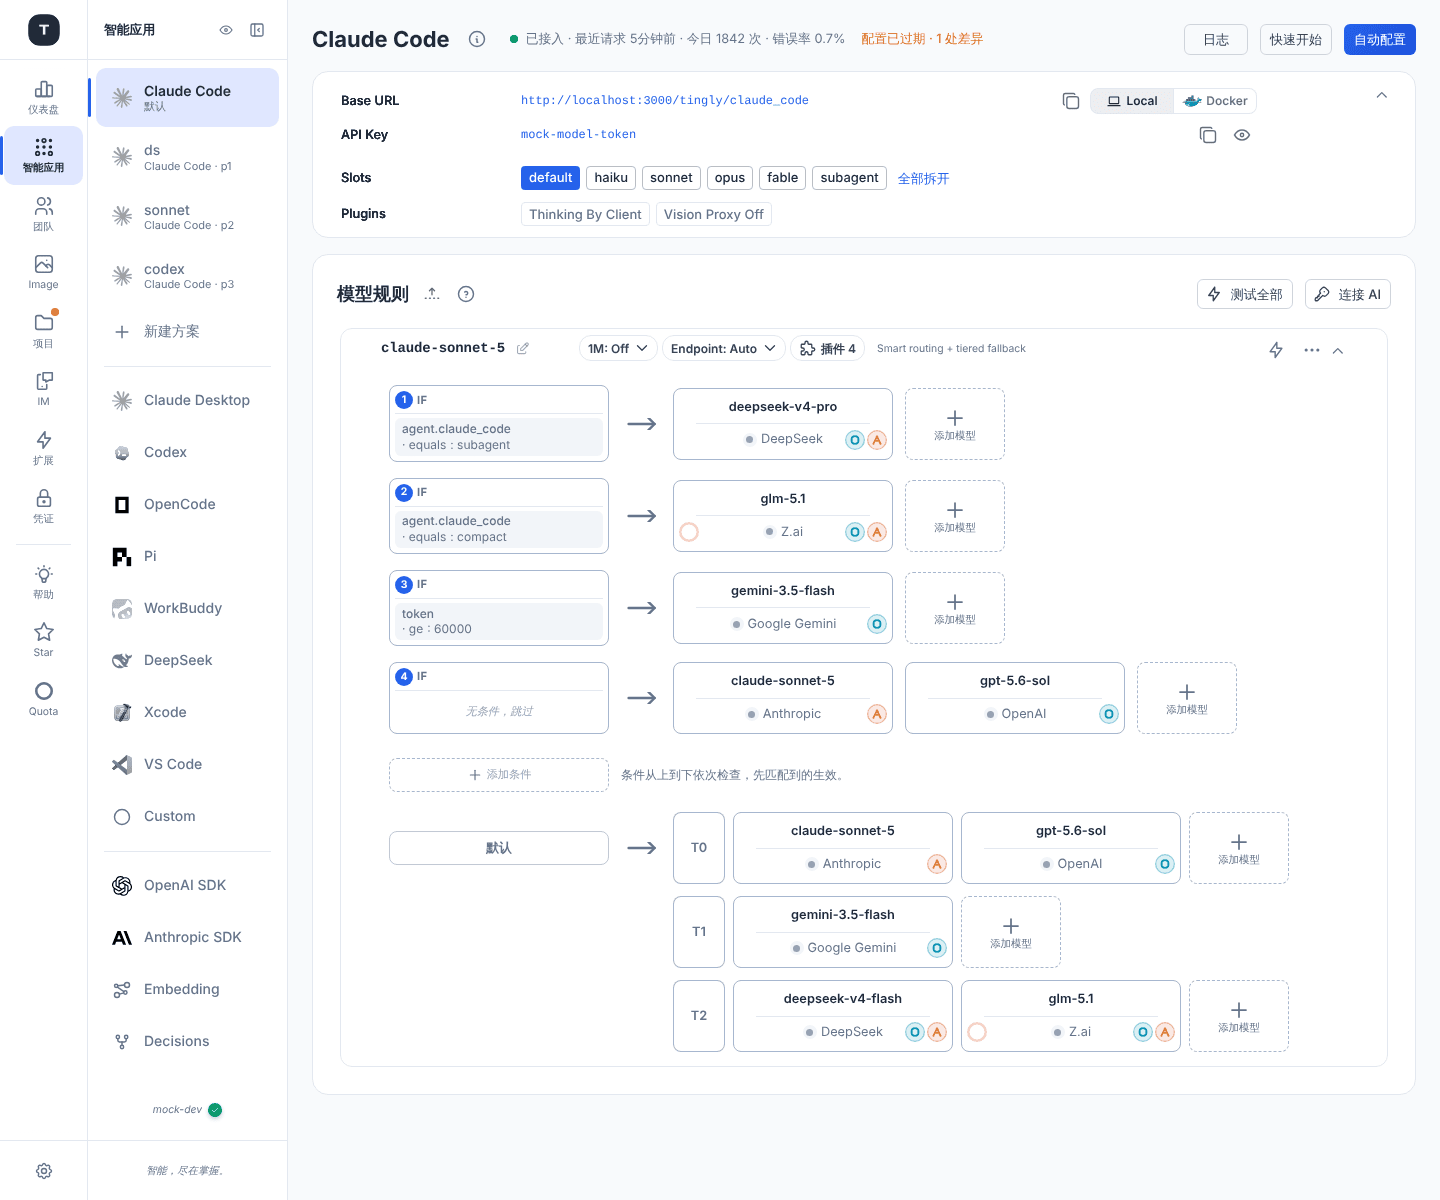 T
仪表盘
智能应用
团队
Image
项目
IM
扩展
凭证
帮助
Star
Quota
智能应用
Claude Code
默认
ds
Claude Code · p1
sonnet
Claude Code · p2
codex
Claude Code · p3
新建方案
Claude Desktop
Codex
OpenCode
Pi
WorkBuddy
DeepSeek
Xcode
VS Code
Custom
OpenAI SDK
Anthropic SDK
Embedding
Decisions
mock-dev
智能，尽在掌握。
Claude Code
已接入 · 最近请求 5分钟前 · 今日 1842 次 · 错误率 0.7% 配置已过期 · 1 处差异
日志 快速开始 自动配置
Base URL http://localhost:3000/tingly/claude_code Local Docker
API Key mock-model-token
Slots default haiku sonnet opus fable subagent 全部拆开
Plugins Thinking By Client Vision Proxy Off
模型规则 测试全部 连接 AI
claude-sonnet-5 1M: Off Endpoint: Auto 插件 4 Smart routing + tiered fallback
1 IF
agent.claude_code
· equals : subagent
deepseek-v4-pro
DeepSeek O A
添加模型
2 IF
agent.claude_code
· equals : compact
glm-5.1
Z.ai O A
添加模型
3 IF
token
· ge : 60000
gemini-3.5-flash
Google Gemini O
添加模型
4 IF
无条件，跳过
claude-sonnet-5
Anthropic A
gpt-5.6-sol
OpenAI O
添加模型
添加条件 条件从上到下依次检查，先匹配到的生效。
默认
T0
claude-sonnet-5
Anthropic A
gpt-5.6-sol
OpenAI O
添加模型
T1
gemini-3.5-flash
Google Gemini O
添加模型
T2
deepseek-v4-flash
DeepSeek O A
glm-5.1
Z.ai O A
添加模型